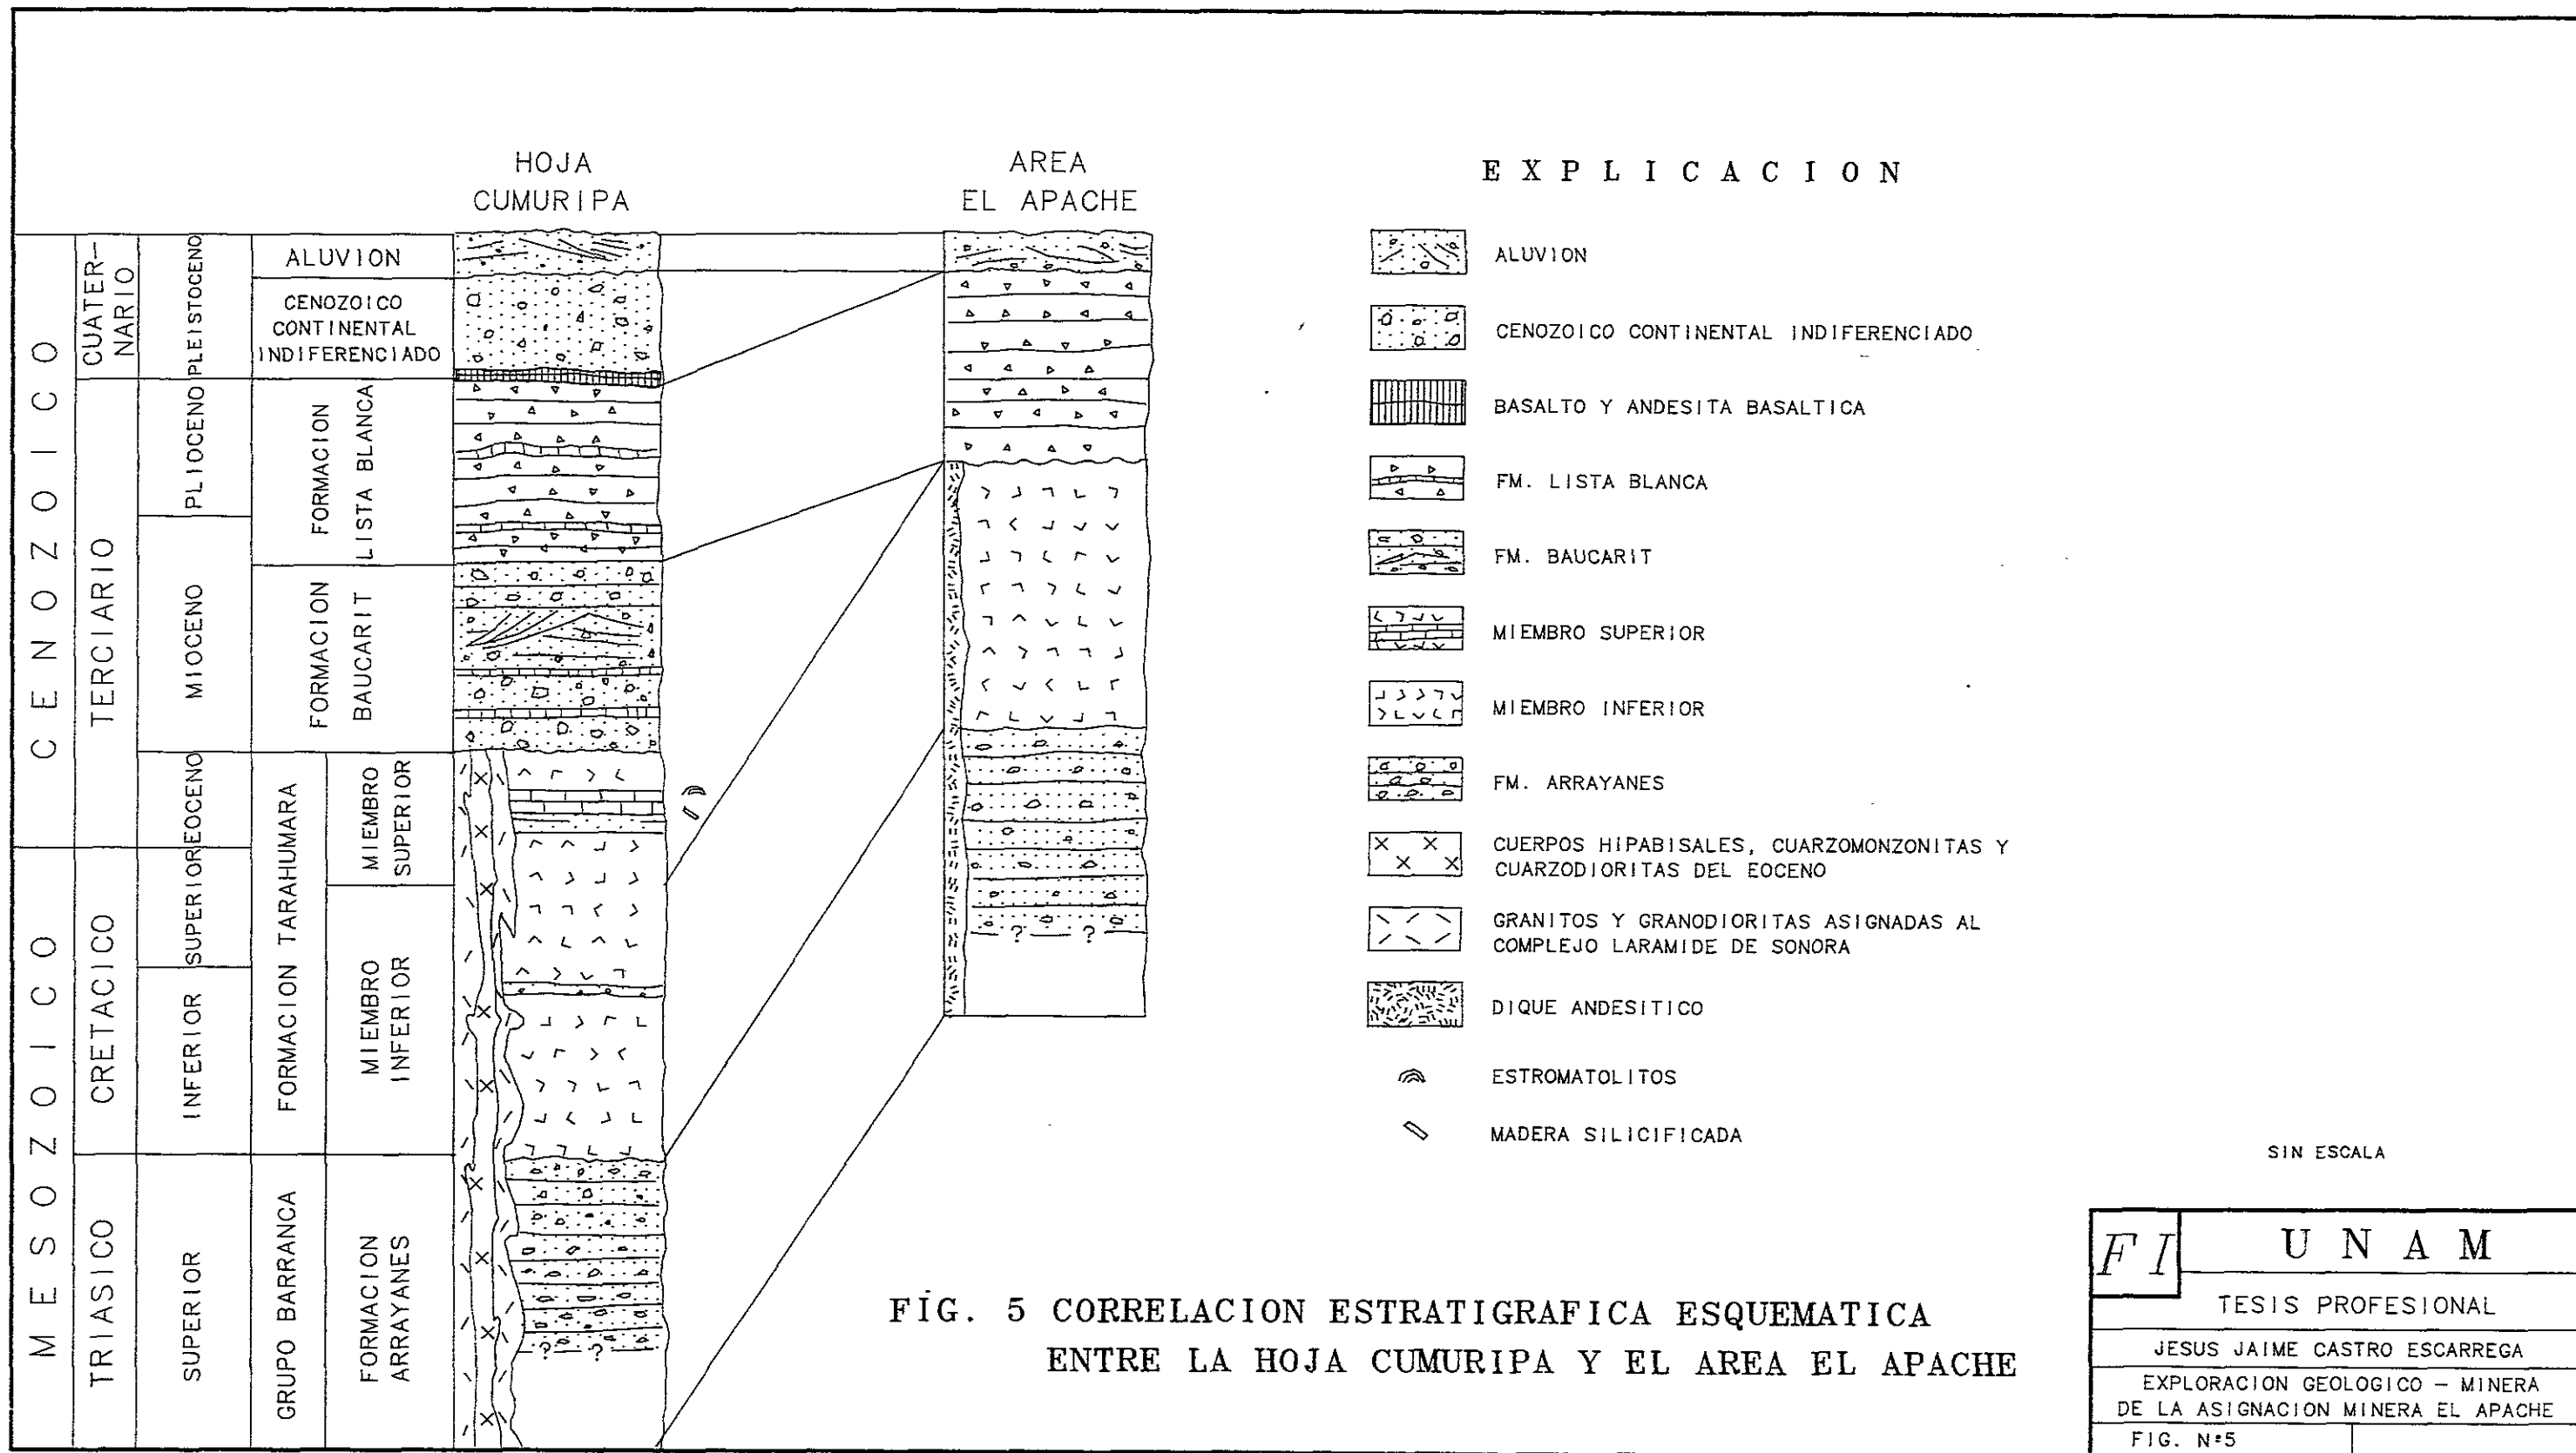 HOJA
CUMURIPA
AREA
EL APACHE
CENOZOICO
MESOZOICO
CUATER-
NARIO
TERCIARIO
CRETACICO
TRIASICO
PLEISTOCENO
PLIOCENO
MIOCENO
EOCENO
SUPERIOR
INFERIOR
SUPERIOR
ALUVION
CENOZOICO
CONTINENTAL
INDIFERENCIADO
FORMACION
LISTA BLANCA
FORMACION
BAUCARIT
FORMACION TARAHUMARA
MIEMBRO
SUPERIOR
MIEMBRO
INFERIOR
GRUPO BARRANCA
FORMACION
ARRAYANES
? ?
? ?
EXPLICACION
ALUVION
CENOZOICO CONTINENTAL INDIFERENCIADO
BASALTO Y ANDESITA BASALTICA
FM. LISTA BLANCA
FM. BAUCARIT
MIEMBRO SUPERIOR
MIEMBRO INFERIOR
FM. ARRAYANES
CUERPOS HIPABISALES, CUARZOMONZONITAS Y
CUARZODIORITAS DEL EOCENO
GRANITOS Y GRANODIORITAS ASIGNADAS AL
COMPLEJO LARAMIDE DE SONORA
DIQUE ANDESITICO
ESTROMATOLITOS
MADERA SILICIFICADA
SIN ESCALA
FIG. 5 CORRELACION ESTRATIGRAFICA ESQUEMATICA
ENTRE LA HOJA CUMURIPA Y EL AREA EL APACHE
FI
UNAM
TESIS PROFESIONAL
JESUS JAIME CASTRO ESCARREGA
EXPLORACION GEOLOGICO - MINERA
DE LA ASIGNACION MINERA EL APACHE
FIG. Nº5